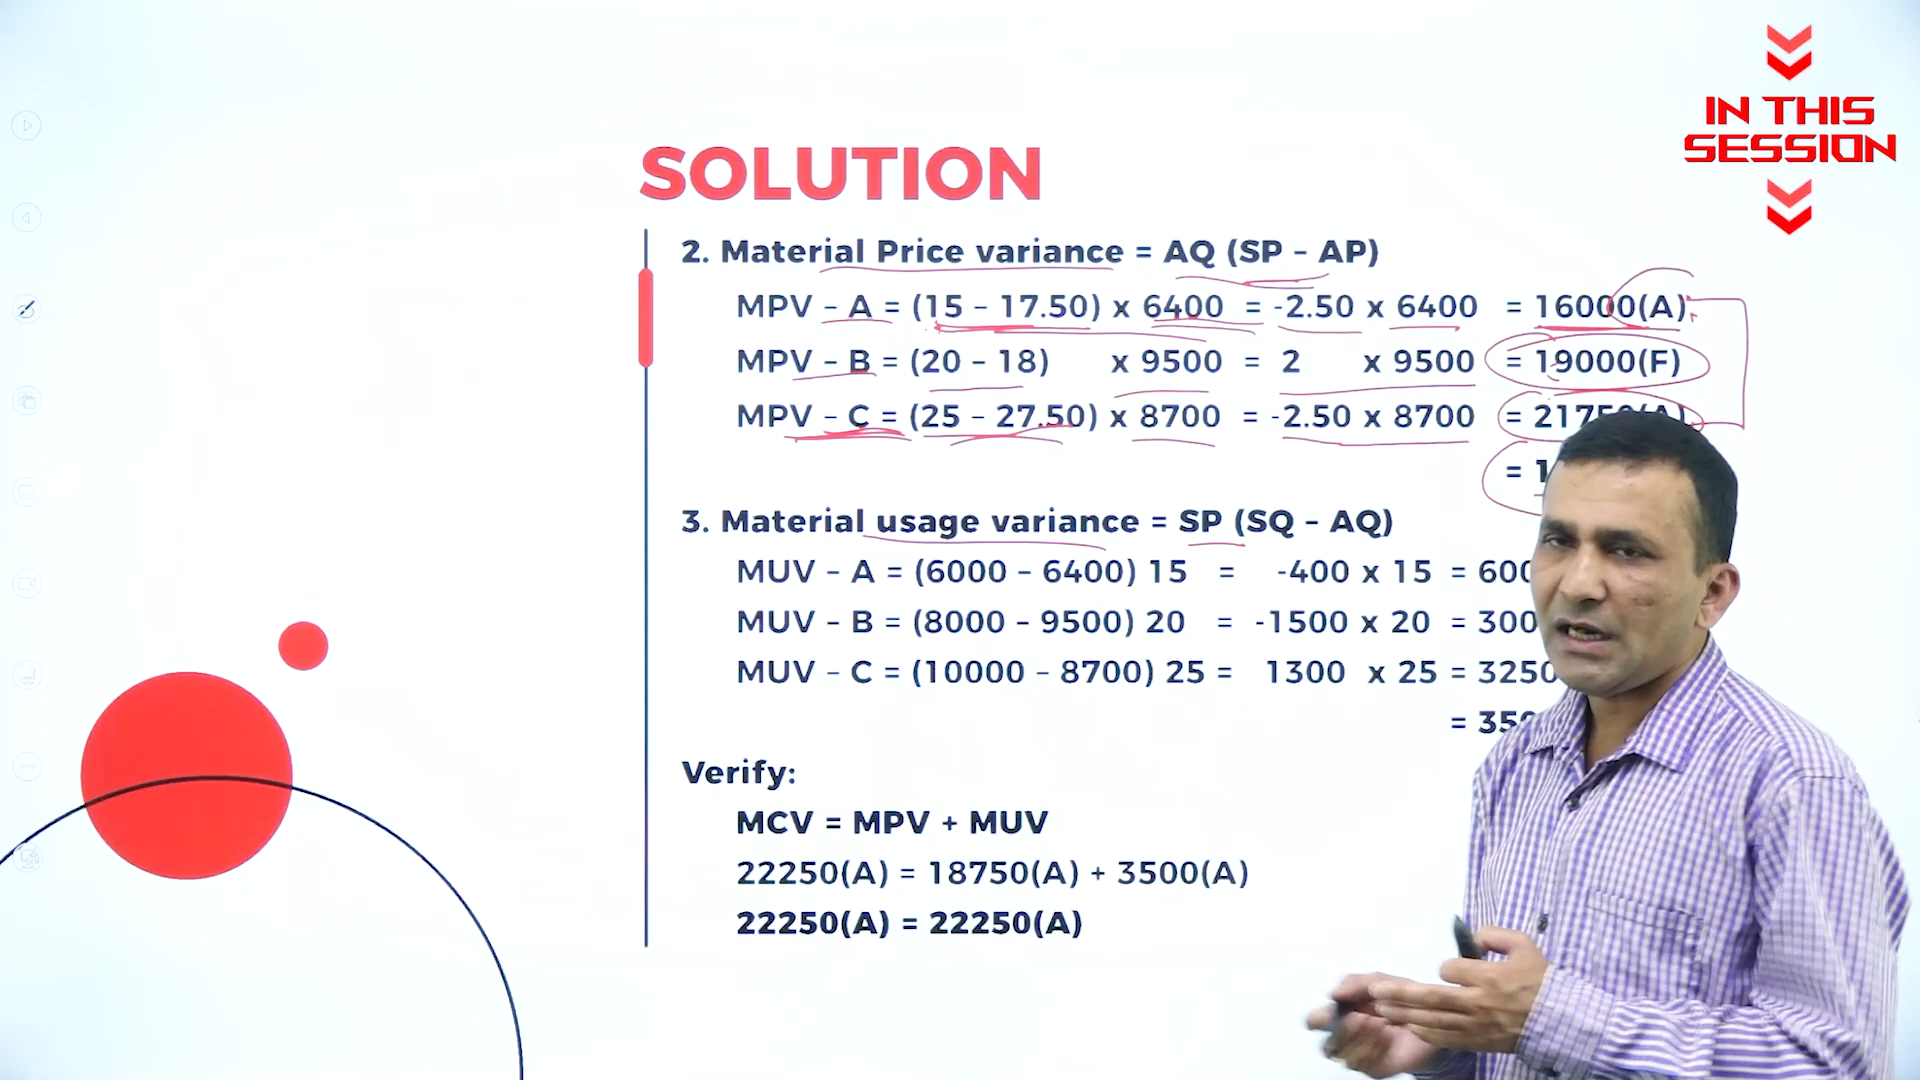 IN THIS
SESSION
SOLUTION
2. Material Price variance = AQ (SP – AP)
MPV – A = (15 – 17.50) x 6400 = -2.50 x 6400 = 16000(A)
MPV – B = (20 – 18) x 9500 = 2 x 9500 = 19000(F)
MPV – C = (25 – 27.50) x 8700 = -2.50 x 8700 = 21750(A)
=
3. Material usage variance = SP (SQ – AQ)
MUV – A = (6000 – 6400) 15 = -400 x 15 =
MUV – B = (8000 – 9500) 20 = -1500 x 20 =
MUV – C = (10000 – 8700) 25 = 1300 x 25 =
=
Verify:
MCV = MPV + MUV
22250(A) = 18750(A) + 3500(A)
22250(A) = 22250(A)